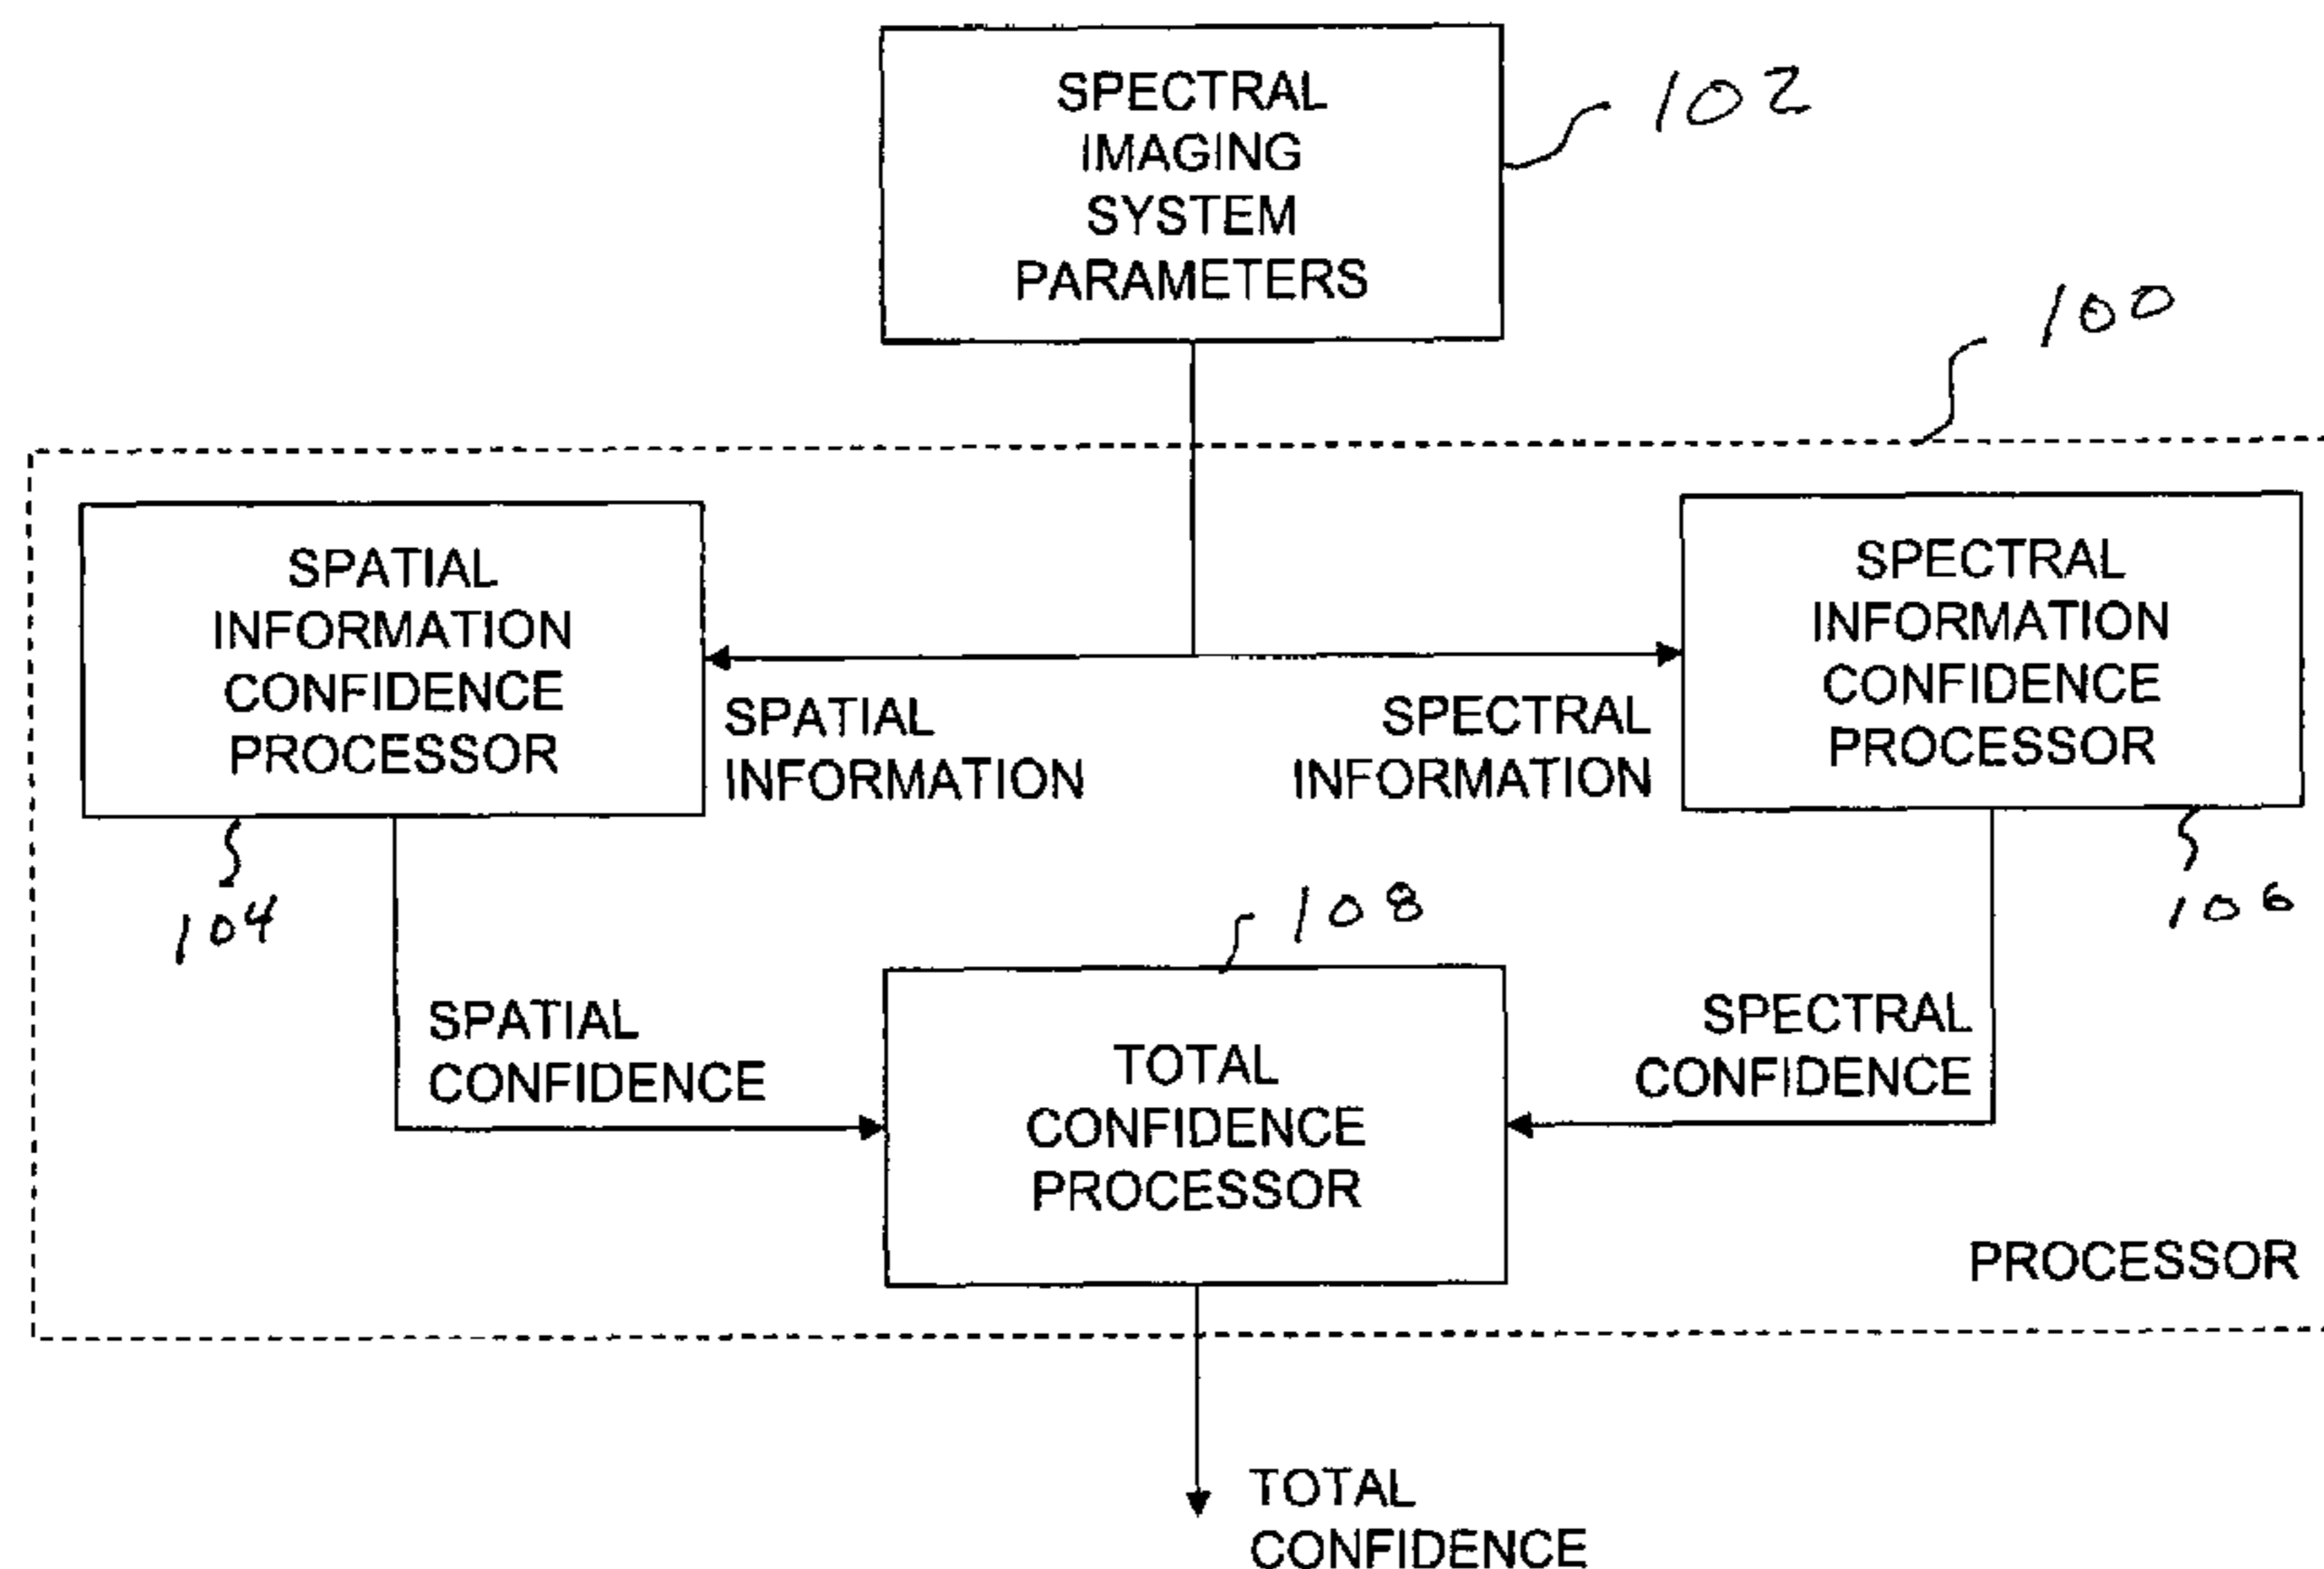 SPECTRAL
IMAGING
SYSTEM
PARAMETERS
102
100
SPATIAL
INFORMATION
CONFIDENCE
PROCESSOR
SPATIAL
INFORMATION
SPECTRAL
INFORMATION
SPECTRAL
INFORMATION
CONFIDENCE
PROCESSOR
104
108
106
SPATIAL
CONFIDENCE
TOTAL
CONFIDENCE
PROCESSOR
SPECTRAL
CONFIDENCE
PROCESSOR
TOTAL
CONFIDENCE